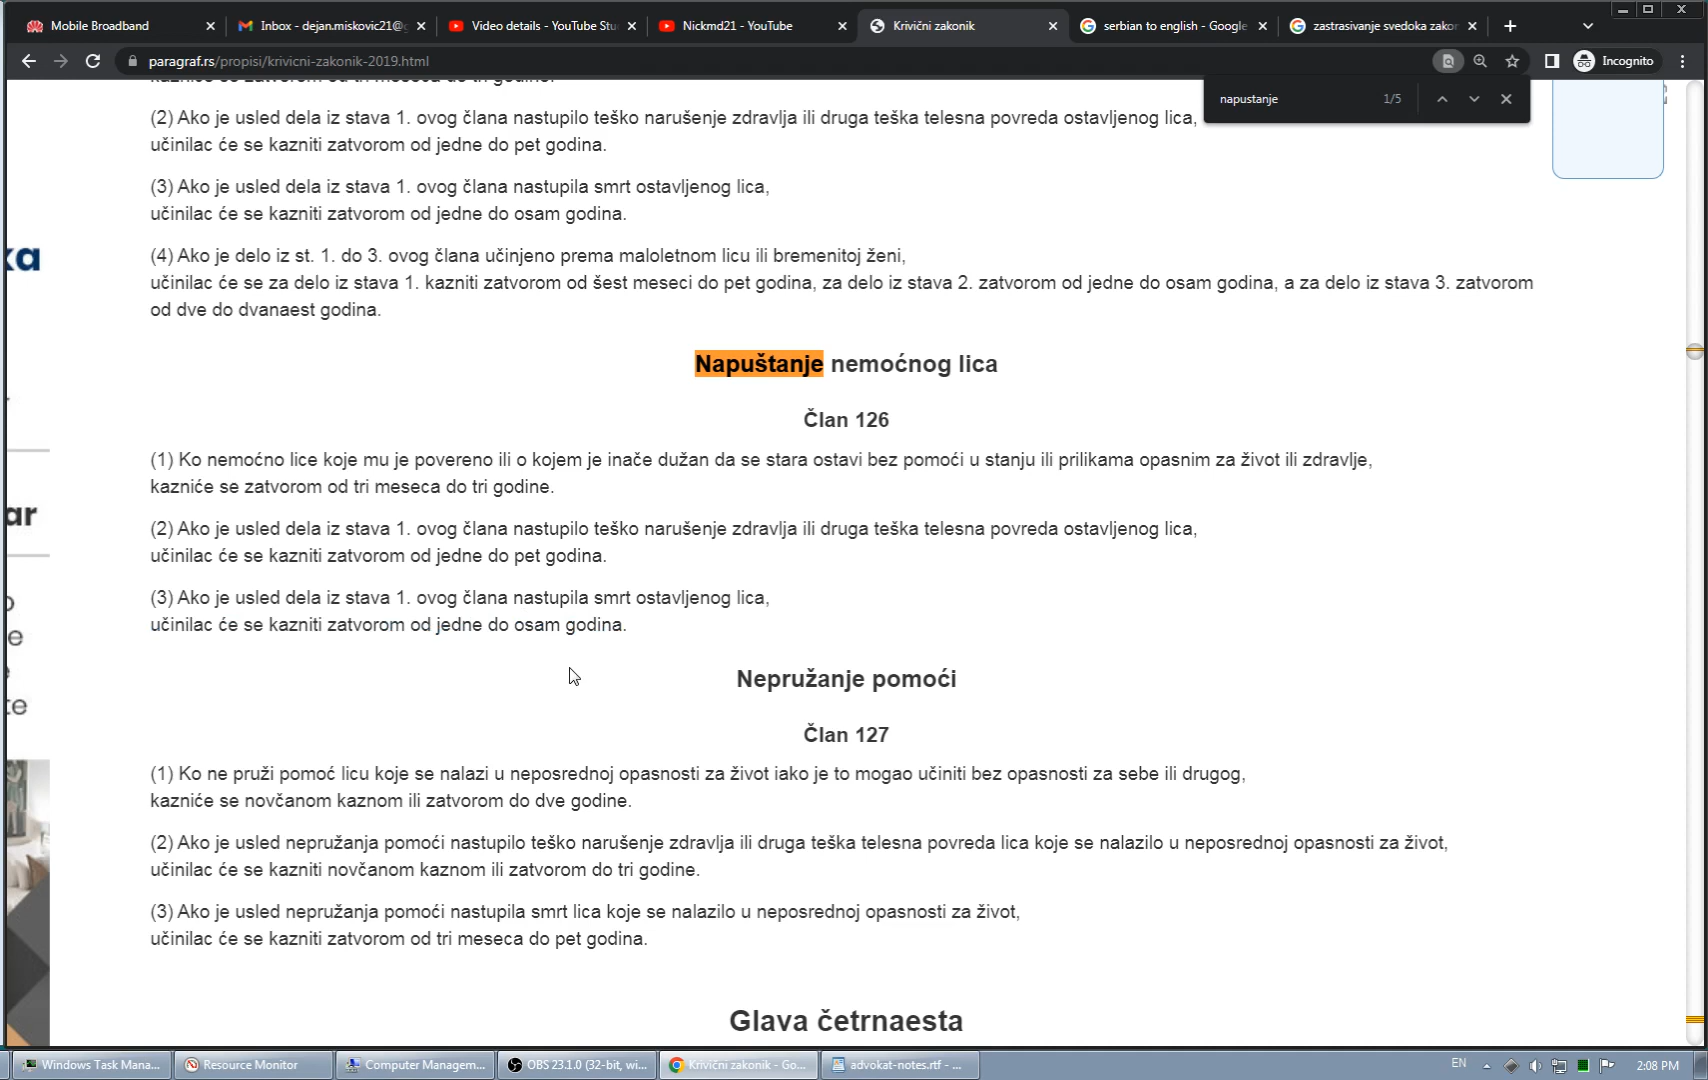 Mobile Broadband
Inbox - dejan.miskovic21@g
Video details - YouTube Stu
Nickmd21 - YouTube
Krivični zakonik
serbian to english - Google
zastrasivanje svedoka zakon
paragraf.rs/propisi/krivicni-zakonik-2019.html
Incognito
napustanje 1/5
kazniće se zatvorom od tri meseca do tri godine.
(2) Ako je usled dela iz stava 1. ovog člana nastupilo teško narušenje zdravlja ili druga teška telesna povreda ostavljenog lica,
učinilac će se kazniti zatvorom od jedne do pet godina.
(3) Ako je usled dela iz stava 1. ovog člana nastupila smrt ostavljenog lica,
učinilac će se kazniti zatvorom od jedne do osam godina.
ka
(4) Ako je delo iz st. 1. do 3. ovog člana učinjeno prema maloletnom licu ili bremenitoj ženi,
učinilac će se za delo iz stava 1. kazniti zatvorom od šest meseci do pet godina, za delo iz stava 2. zatvorom od jedne do osam godina, a za delo iz stava 3. zatvorom
od dve do dvanaest godina.
Napuštanje nemoćnog lica
Član 126
(1) Ko nemoćno lice koje mu je povereno ili o kojem je inače dužan da se stara ostavi bez pomoći u stanju ili prilikama opasnim za život ili zdravlje,
kazniće se zatvorom od tri meseca do tri godine.
ar
(2) Ako je usled dela iz stava 1. ovog člana nastupilo teško narušenje zdravlja ili druga teška telesna povreda ostavljenog lica,
učinilac će se kazniti zatvorom od jedne do pet godina.
(3) Ako je usled dela iz stava 1. ovog člana nastupila smrt ostavljenog lica,
učinilac će se kazniti zatvorom od jedne do osam godina.
e
te
Nepružanje pomoći
Član 127
(1) Ko ne pruži pomoć licu koje se nalazi u neposrednoj opasnosti za život iako je to mogao učiniti bez opasnosti za sebe ili drugog,
kazniće se novčanom kaznom ili zatvorom do dve godine.
(2) Ako je usled nepružanja pomoći nastupilo teško narušenje zdravlja ili druga teška telesna povreda lica koje se nalazilo u neposrednoj opasnosti za život,
učinilac će se kazniti novčanom kaznom ili zatvorom do tri godine.
(3) Ako je usled nepružanja pomoći nastupila smrt lica koje se nalazilo u neposrednoj opasnosti za život,
učinilac će se kazniti zatvorom od tri meseca do pet godina.
Glava četrnaesta
Windows Task Mana...
Resource Monitor
Computer Managem...
OBS 23.1.0 (32-bit, wi...
Krivični zakonik - Go...
advokat-notes.rtf - ...
EN
2:08 PM